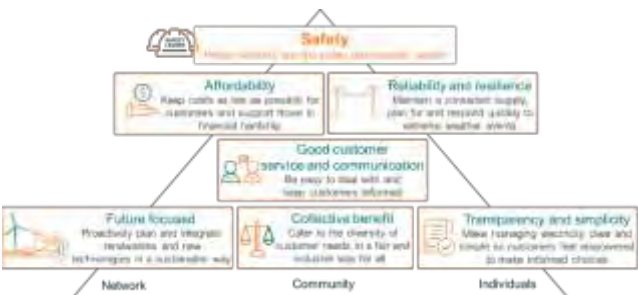 Safety
Affordability
Keep costs as low as possible for
customers and support those in
financial hardship
Reliability and resilience
Maintain a consistent supply,
plan for and respond quickly to
extreme weather events
Good customer
service and communication
Be easy to deal with and
keep customers informed
Future focused
Proactively plan and integrate
renewables and new
technologies in a sustainable way
Collective benefit
Cater to the diversity of
customer needs in a fair and
inclusive way for all
Transparency and simplicity
Make managing electricity clear and
simple so customers feel empowered
to make informed choices
Network
Community
Individuals